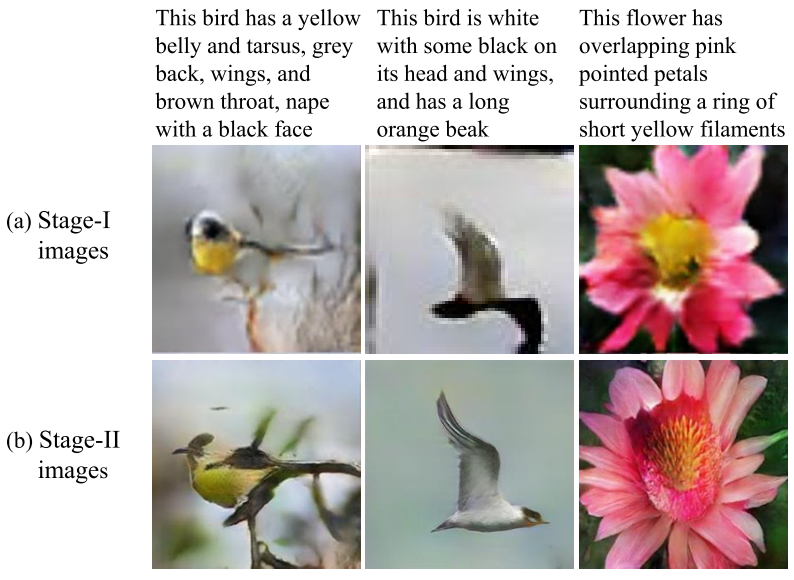 This bird has a yellow
belly and tarsus, grey
back, wings, and
brown throat, nape
with a black face
This bird is white
with some black on
its head and wings,
and has a long
orange beak
This flower has
overlapping pink
pointed petals
surrounding a ring of
short yellow filaments
(a) Stage-I
images
(b) Stage-II
images